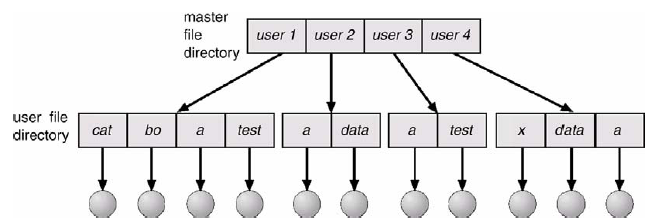 master
file
directory
user 1 user 2 user 3 user 4
user file
directory
cat bo a test a data a test x data a